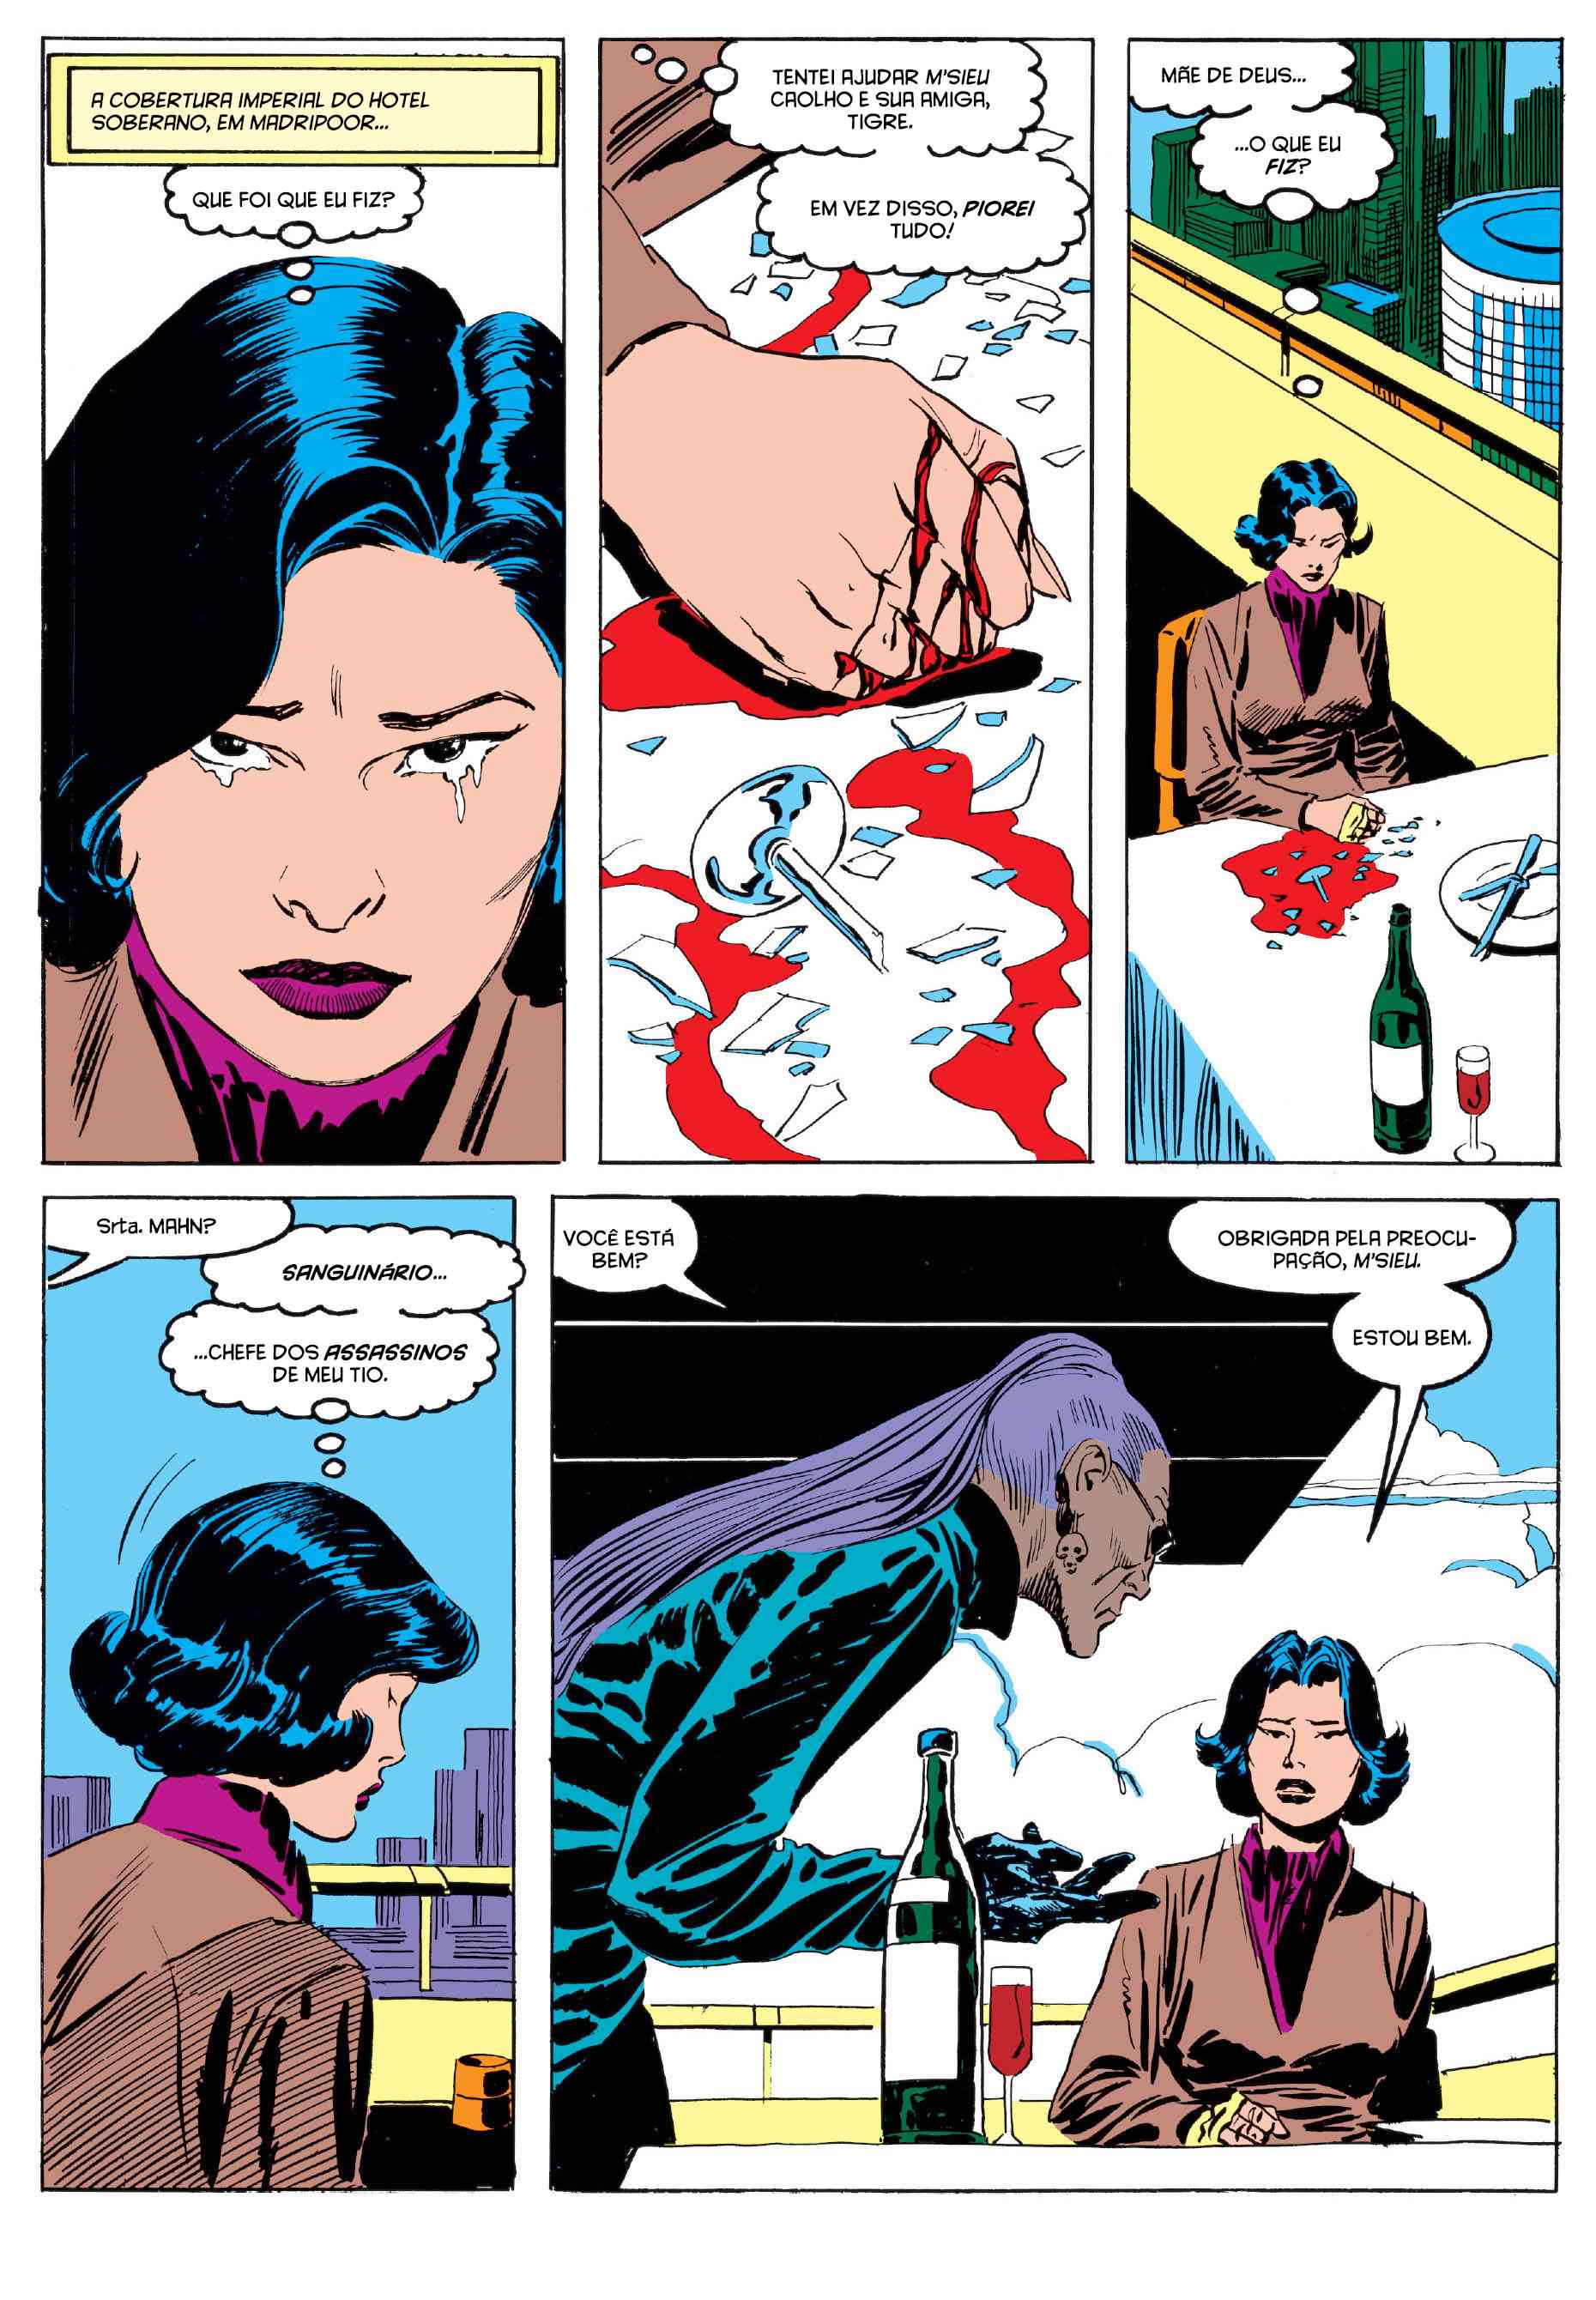 A COBERTURA IMPERIAL DO HOTEL
SOBERANO, EM MADRIPOOR...
QUE FOI QUE EU FIZ?
TENTEI AJUDAR M'SIEU
CAOLHO E SUA AMIGA,
TIGRE.
EM VEZ DISSO, PIOREI
TUDO!
MÃE DE DEUS...
...O QUE EU
FIZ?
Srta. MAHN?
SANGUINÁRIO...
...CHEFE DOS ASSASSINOS
DE MEU TIO.
VOCÊ ESTÁ
BEM?
OBRIGADA PELA PREOCU-
PAÇÃO, M'SIEU.
ESTOU BEM.